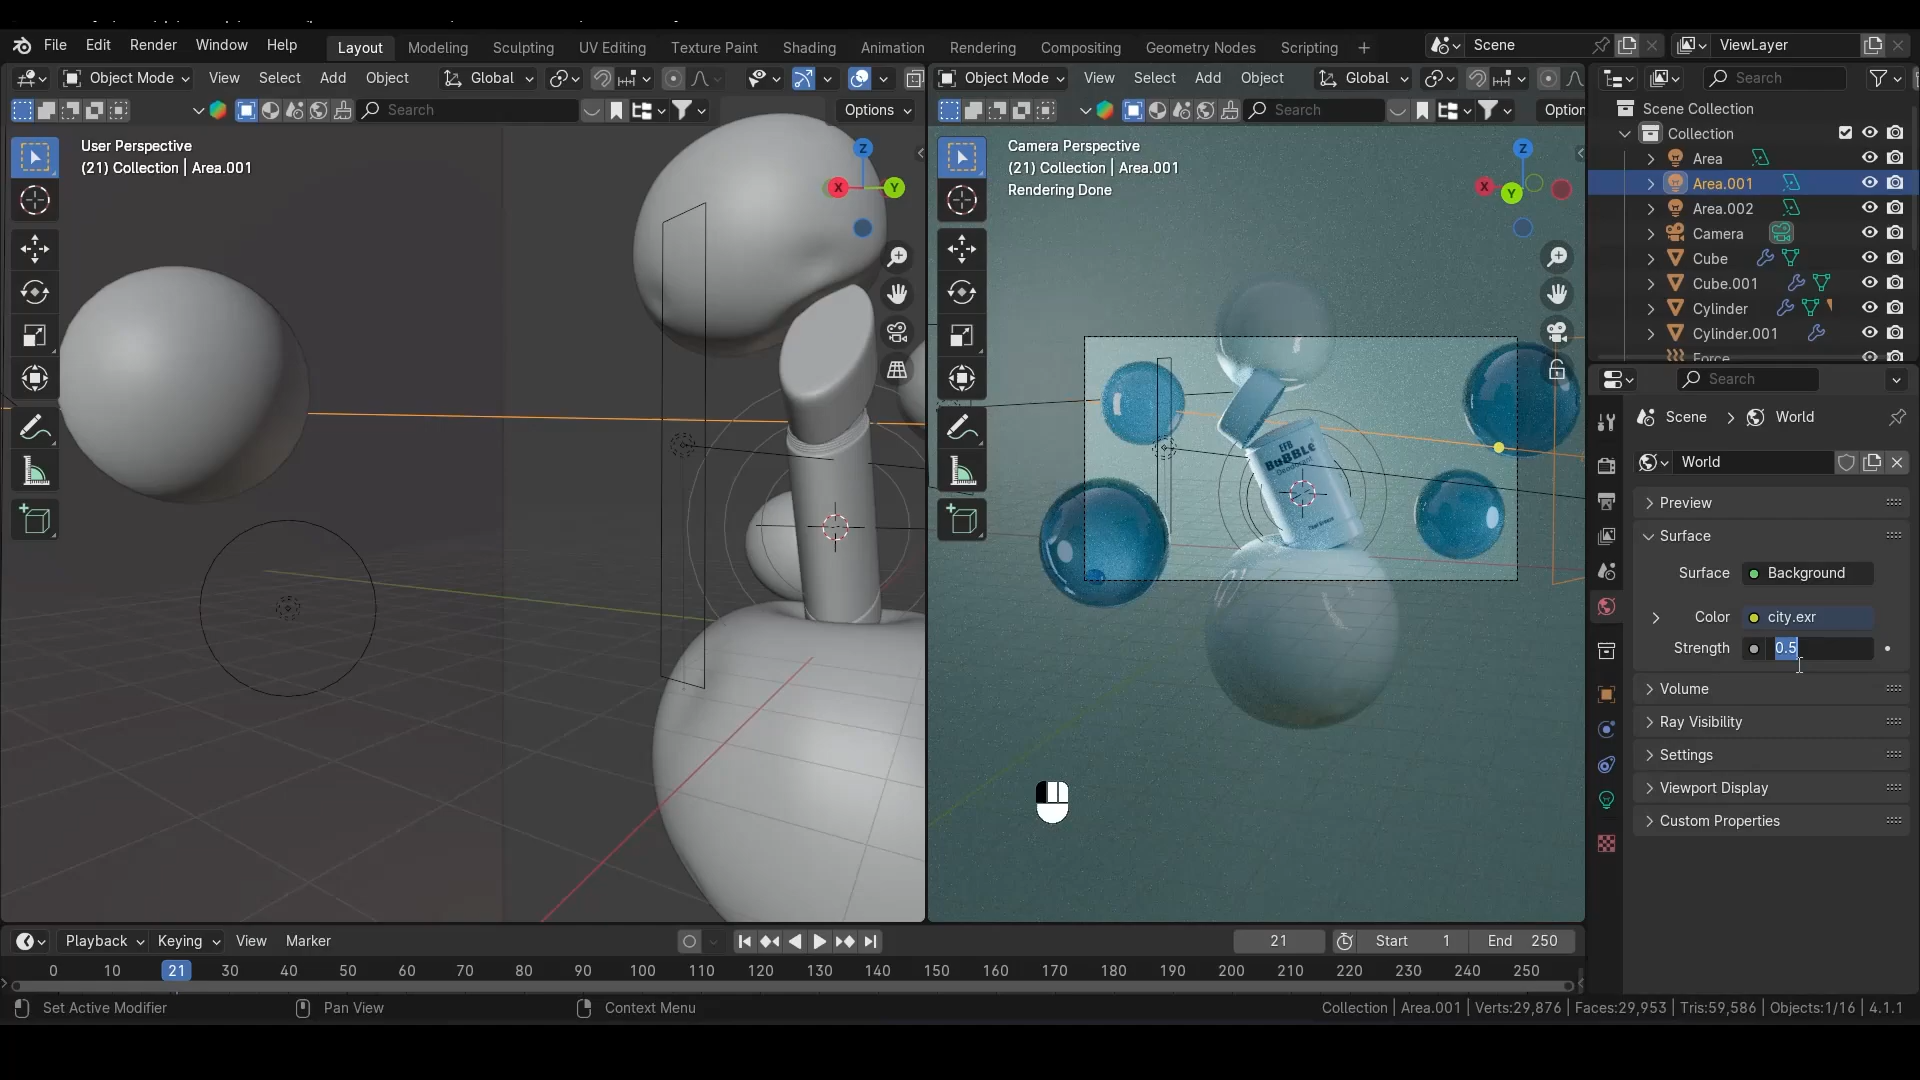 File Edit Render Window Help Layout Modeling Sculpting UV Editing Texture Paint Shading Animation Rendering Compositing Geometry Nodes Scripting + Scene ViewLayer
Object Mode View Select Add Object Global
Object Mode View Select Add Object Global
Search
Search Options
Search Option
User Perspective
(21) Collection | Area.001
Z
X
Y
Camera Perspective
(21) Collection | Area.001
Rendering Done
Z
X
Y
EFB
BUBBLE
Deodorant
Scene Collection
Collection
Area
Area.001
Area.002
Camera
Cube
Cube.001
Cylinder
Cylinder.001
Force
Search
Scene > World
World
Preview
Surface
Surface Background
Color city.exr
Strength 0.5
Volume
Ray Visibility
Settings
Viewport Display
Custom Properties
Playback Keying View Marker 21 Start 1 End 250
0 10 21 30 40 50 60 70 80 90 100 110 120 130 140 150 160 170 180 190 200 210 220 230 240 250
Set Active Modifier Pan View Context Menu Collection | Area.001 | Verts:29,876 | Faces:29,953 | Tris:59,586 | Objects:1/16 | 4.1.1